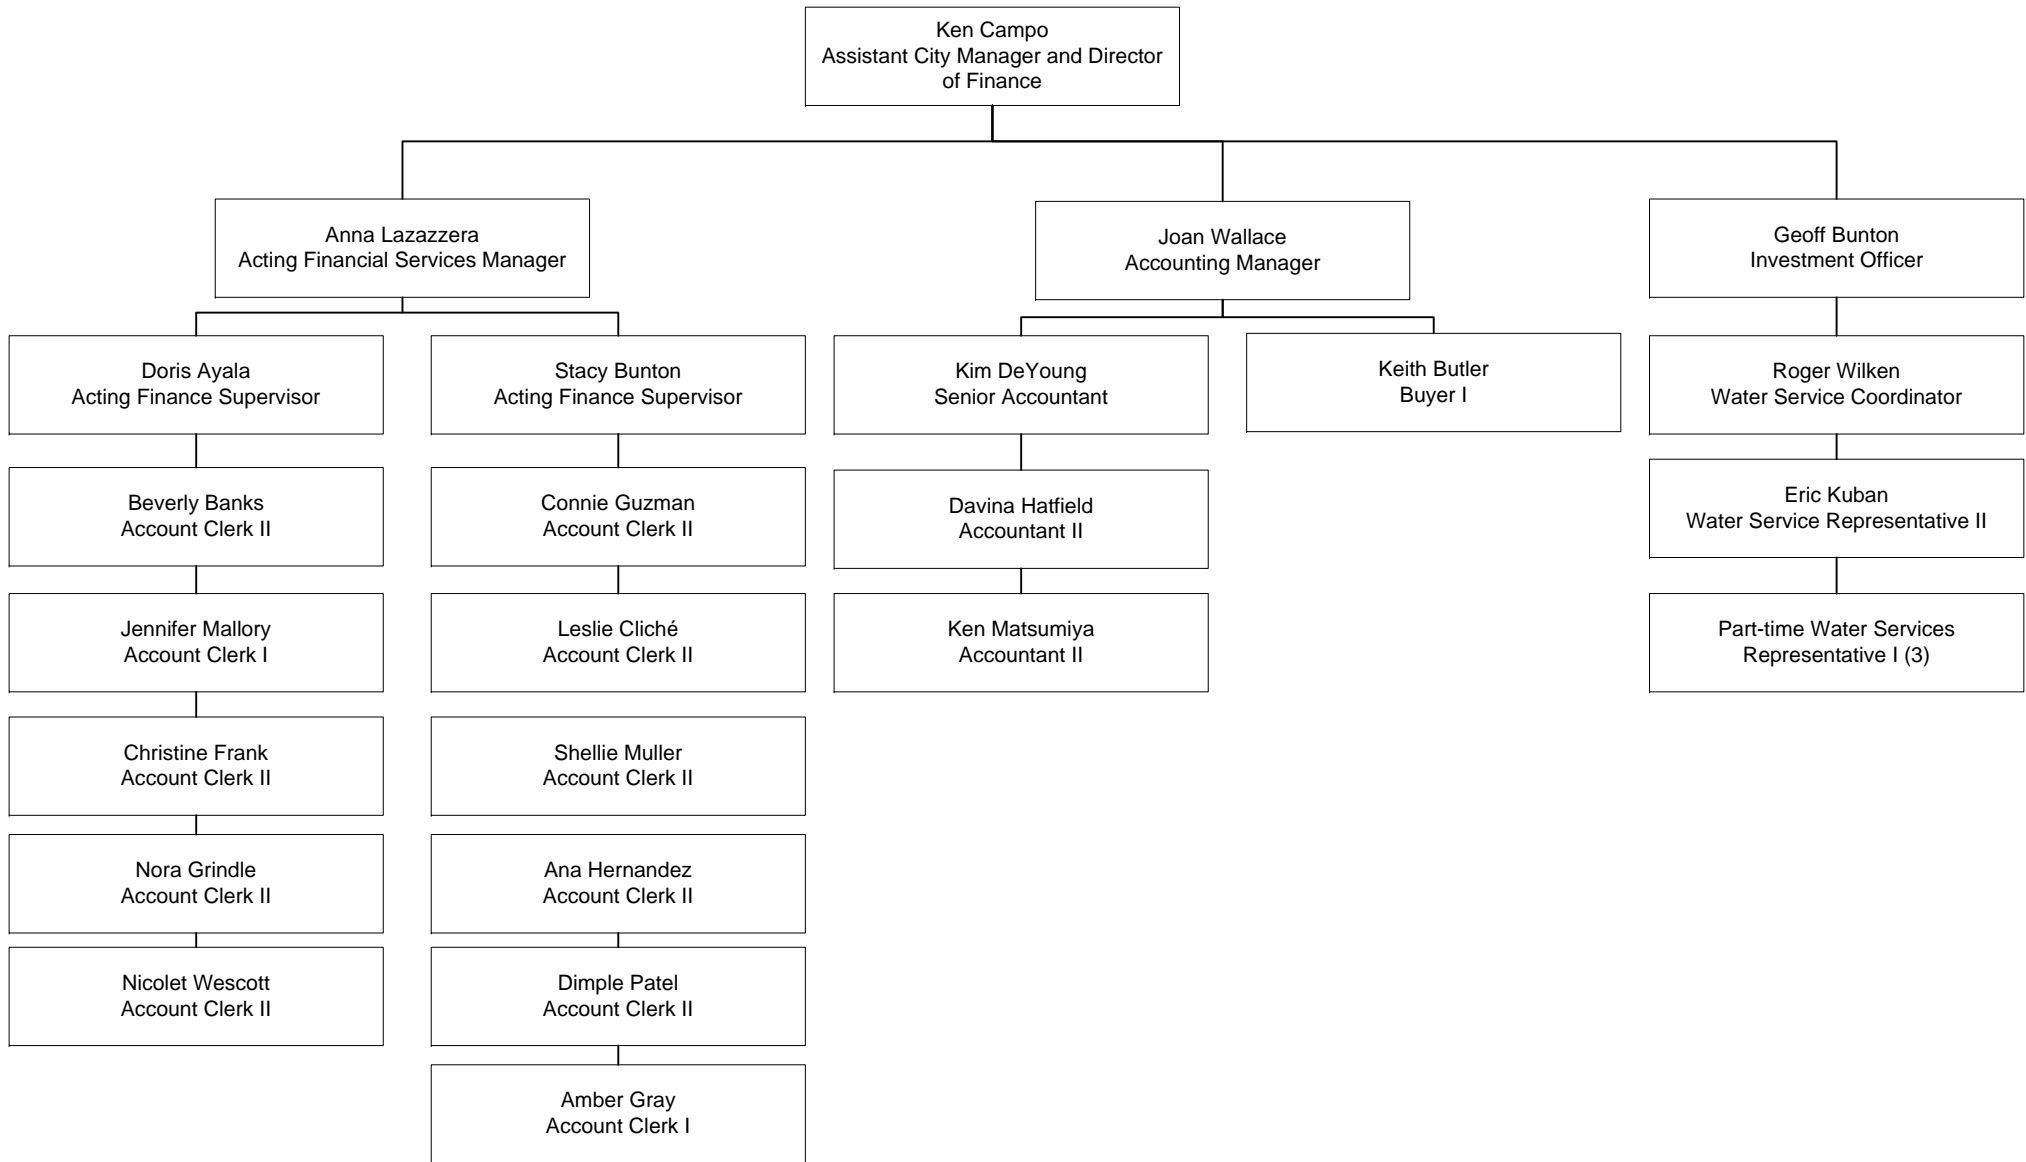 Ken Campo
Assistant City Manager and Director
of Finance
Anna Lazazzera
Acting Financial Services Manager
Joan Wallace
Accounting Manager
Geoff Bunton
Investment Officer
Doris Ayala
Acting Finance Supervisor
Stacy Bunton
Acting Finance Supervisor
Kim DeYoung
Senior Accountant
Keith Butler
Buyer I
Roger Wilken
Water Service Coordinator
Beverly Banks
Account Clerk II
Connie Guzman
Account Clerk II
Davina Hatfield
Accountant II
Eric Kuban
Water Service Representative II
Jennifer Mallory
Account Clerk I
Leslie Cliché
Account Clerk II
Ken Matsumiya
Accountant II
Part-time Water Services
Representative I (3)
Christine Frank
Account Clerk II
Shellie Muller
Account Clerk II
Nora Grindle
Account Clerk II
Ana Hernandez
Account Clerk II
Nicolet Wescott
Account Clerk II
Dimple Patel
Account Clerk II
Amber Gray
Account Clerk I